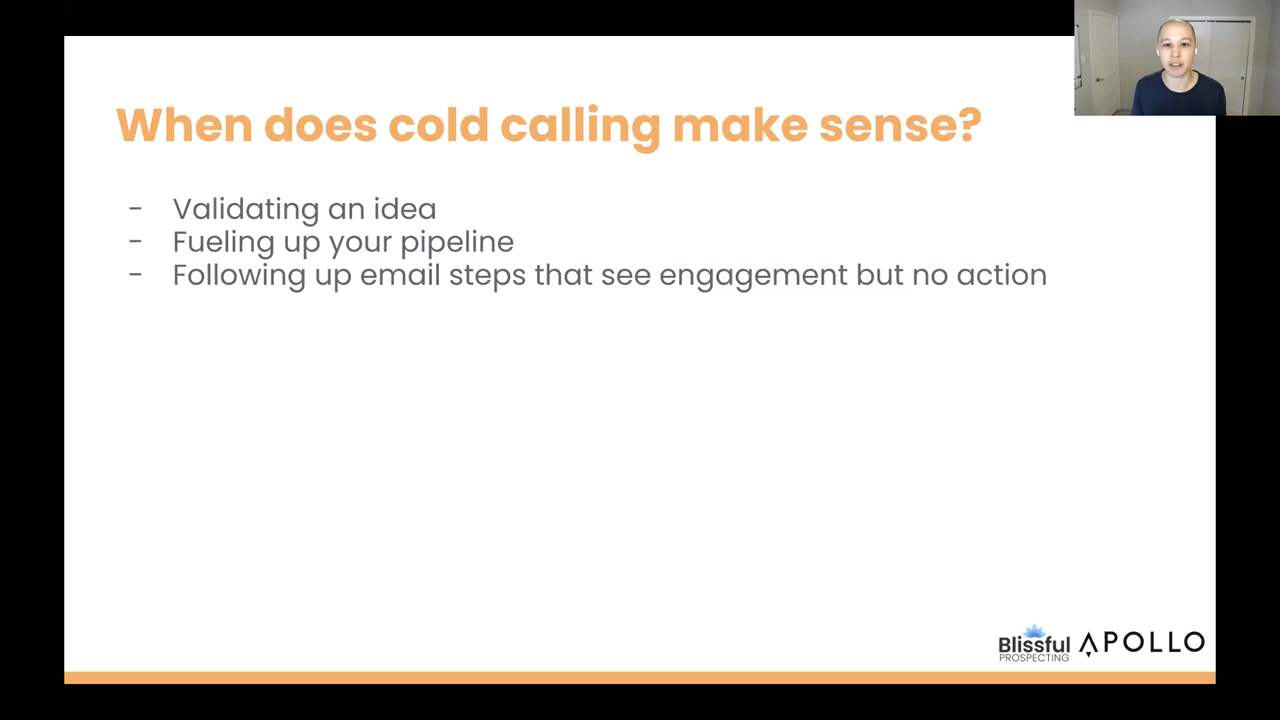 When does cold calling make sense?
- Validating an idea
- Fueling up your pipeline
- Following up email steps that see engagement but no action
Blissful APOLLO
PROSPECTING